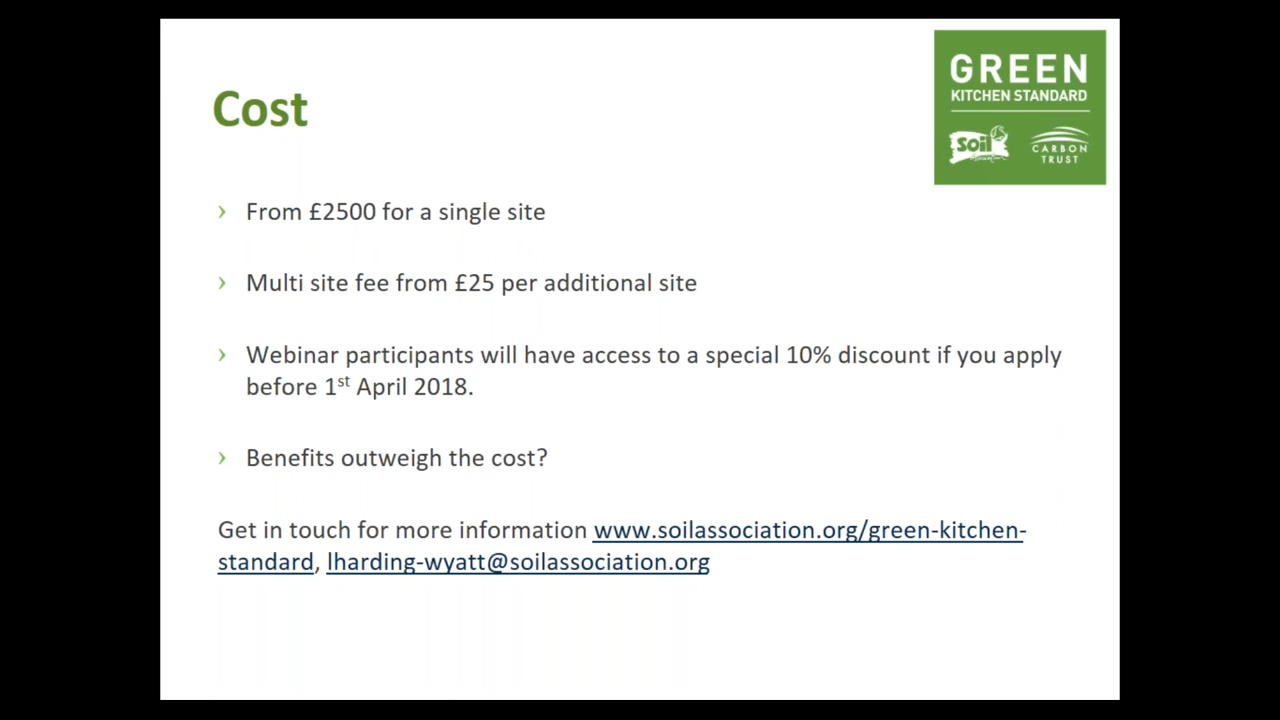 GREEN
KITCHEN STANDARD
soil
CARBON
TRUST
Cost
› From £2500 for a single site
› Multi site fee from £25 per additional site
› Webinar participants will have access to a special 10% discount if you apply
before 1st April 2018.
› Benefits outweigh the cost?
Get in touch for more information www.soilassociation.org/green-kitchen-
standard, lharding-wyatt@soilassociation.org